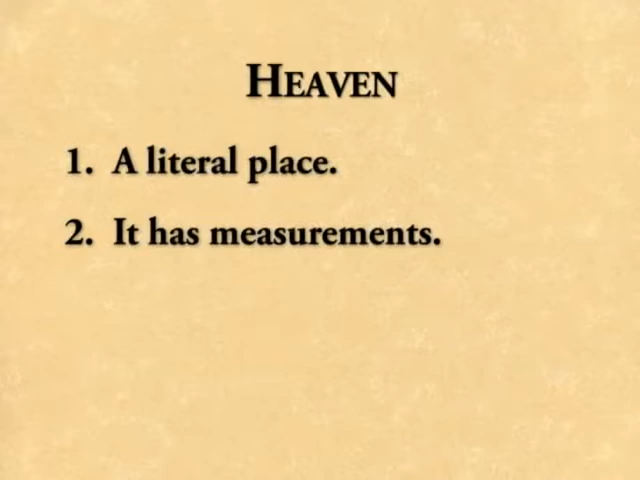 HEAVEN
1. A literal place.
2. It has measurements.